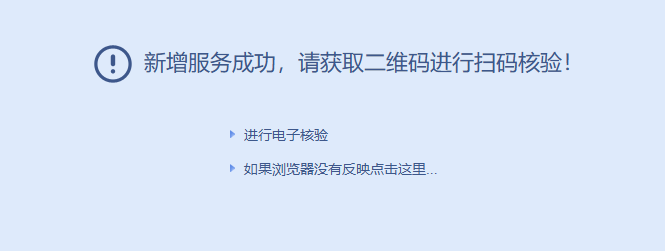 新增服务成功，请获取二维码进行扫码核验！
进行电子核验
如果浏览器没有反映点击这里...